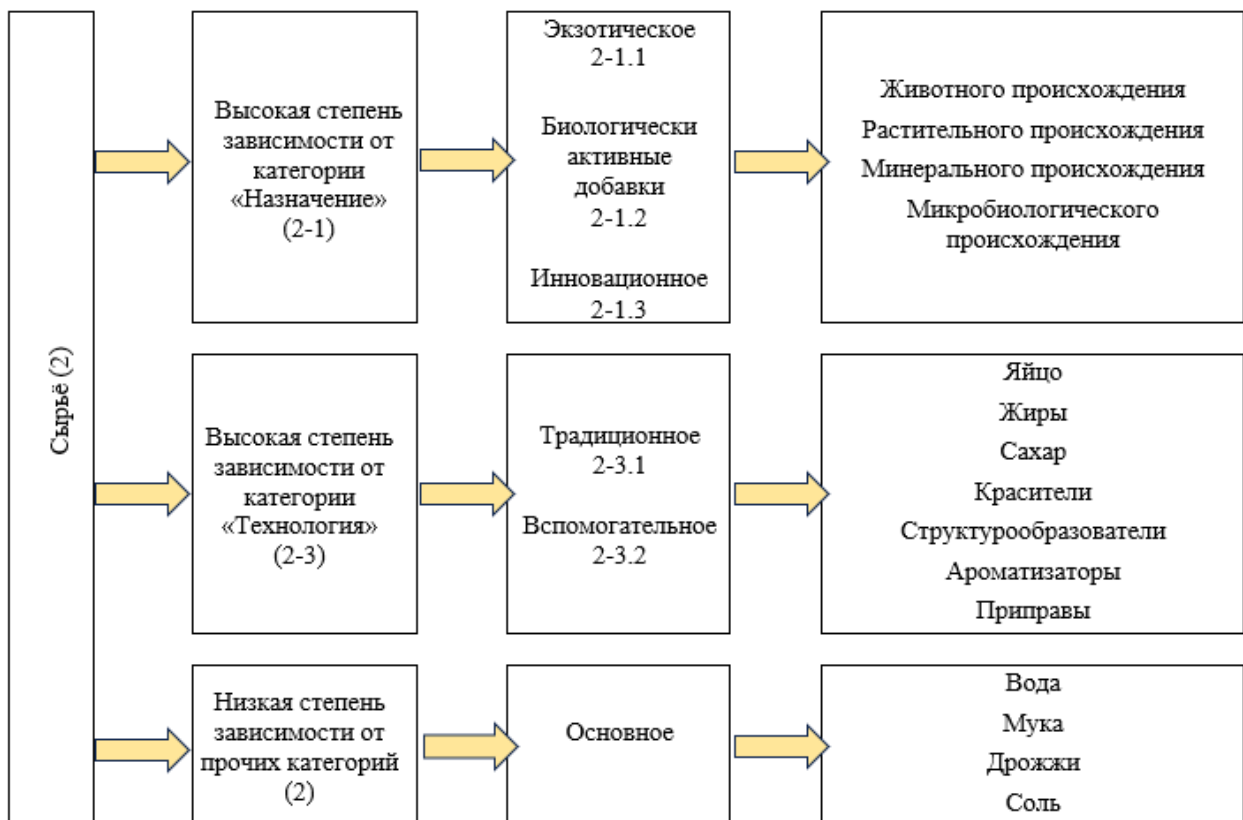 Сырьё (2)
Высокая степень
зависимости от
категории
«Назначение»
(2-1)
Экзотическое
2-1.1
Биологически
активные
добавки
2-1.2
Инновационное
2-1.3
Животного происхождения
Растительного происхождения
Минерального происхождения
Микробиологического
происхождения
Высокая степень
зависимости от
категории
«Технология»
(2-3)
Традиционное
2-3.1
Вспомогательное
2-3.2
Яйцо
Жиры
Сахар
Красители
Структурообразователи
Ароматизаторы
Приправы
Низкая степень
зависимости от
прочих категорий
(2)
Основное
Вода
Мука
Дрожжи
Соль